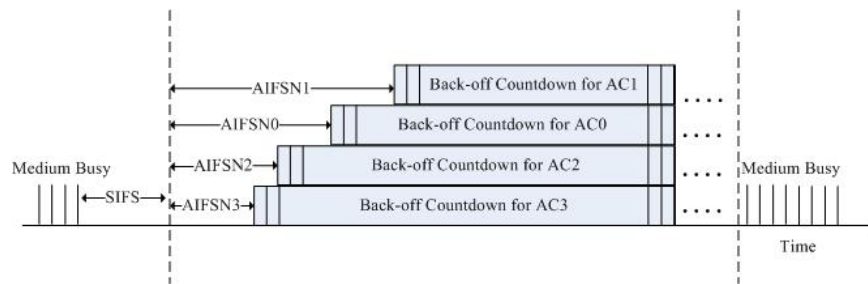 AIFSN1
Back-off Countdown for AC1
....
AIFSN0
Back-off Countdown for AC0
....
Medium Busy
AIFSN2
Back-off Countdown for AC2
....
Medium Busy
SIFS
AIFSN3
Back-off Countdown for AC3
....
Time